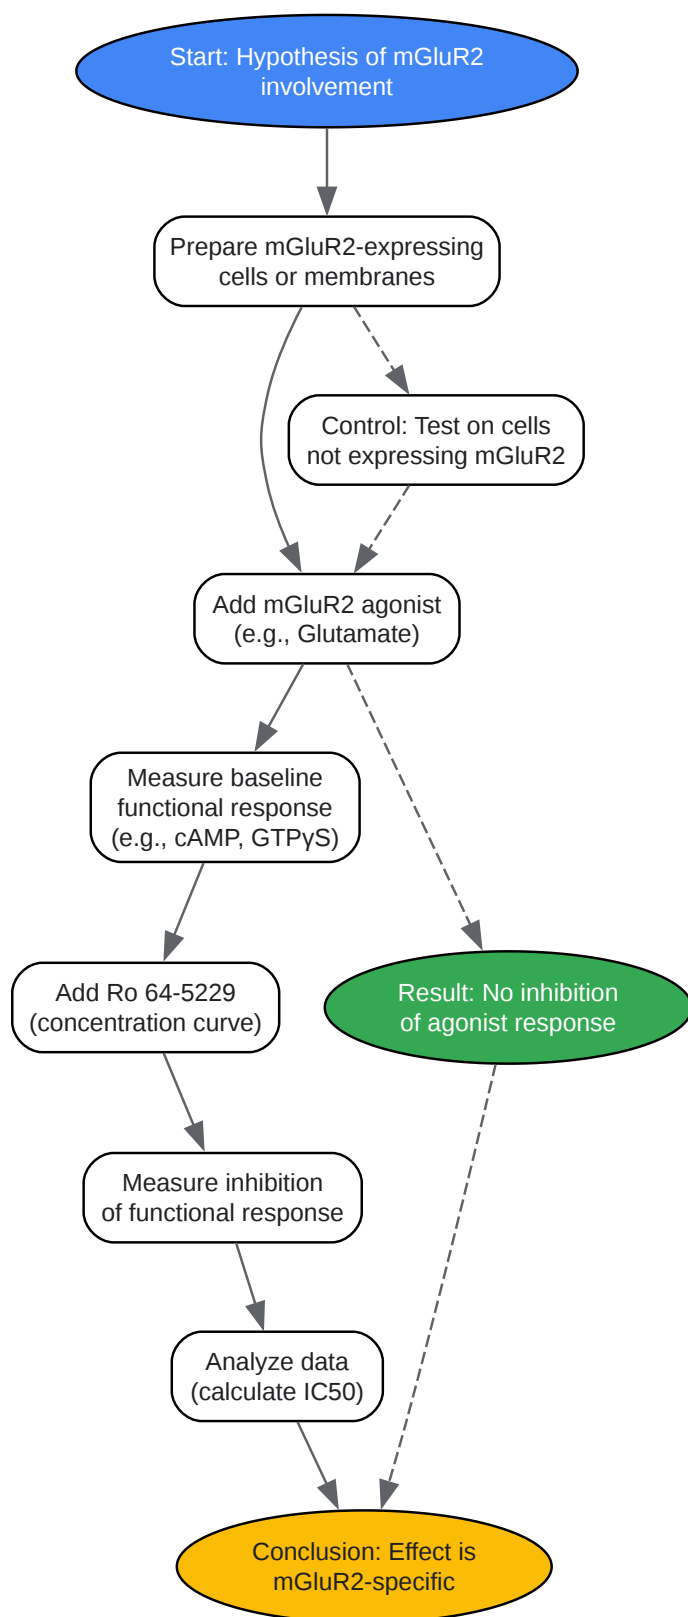 Start: Hypothesis of mGluR2
involvement
Prepare mGluR2-expressing
cells or membranes
Control: Test on cells
not expressing mGluR2
Add mGluR2 agonist
(e.g., Glutamate)
Measure baseline
functional response
(e.g., cAMP, GTPγS)
Add Ro 64-5229
(concentration curve)
Result: No inhibition
of agonist response
Measure inhibition
of functional response
Analyze data
(calculate IC50)
Conclusion: Effect is
mGluR2-specific